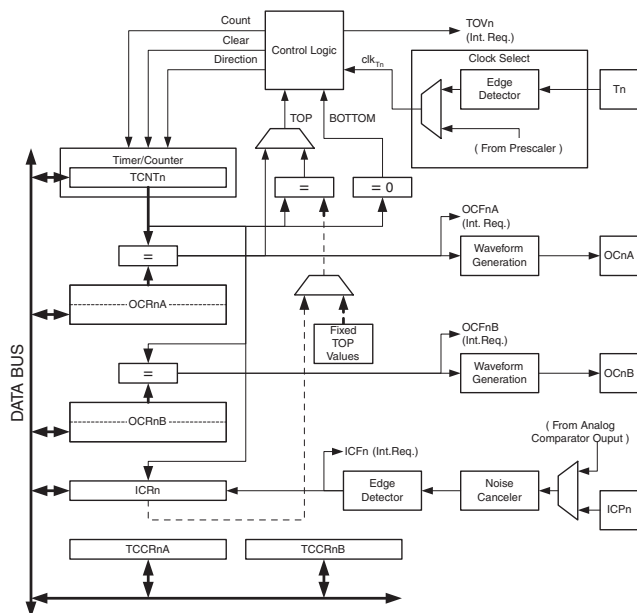 Count
Clear
Direction
Control Logic
TOVn
(Int. Req.)
clkTn
Clock Select
Edge
Detector
Tn
( From Prescaler )
TOP
BOTTOM
Timer/Counter
TCNTn
=
= 0
=
OCFnA
(Int. Req.)
Waveform
Generation
OCnA
OCRnA
Fixed
TOP
Values
OCFnB
(Int.Req.)
=
Waveform
Generation
OCnB
OCRnB
DATA BUS
( From Analog
Comparator Ouput )
ICFn (Int.Req.)
ICRn
Edge
Detector
Noise
Canceler
ICPn
TCCRnA
TCCRnB